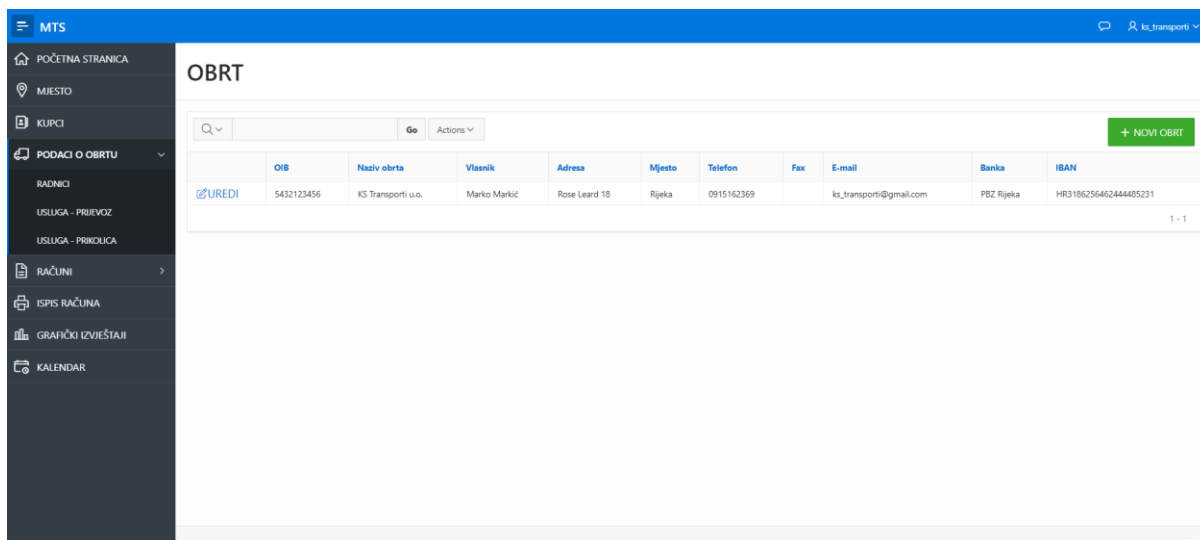 MTS
ks_transporti
POČETNA STRANICA
MJESTO
KUPCI
PODACI O OBRTU
RADNICI
USLUGA - PRIJEVOZ
USLUGA - PRIKOLICA
RAČUNI
ISPIS RAČUNA
GRAFIČKI IZVJEŠTAJI
KALENDAR
OBRT
Go Actions
+ NOVI OBRT
OIB Naziv obrta Vlasnik Adresa Mjesto Telefon Fax E-mail Banka IBAN
UREDI 5432123456 KS Transporti u.o. Marko Markić Rose Leard 18 Rijeka 0915162369 ks_transporti@gmail.com PBZ Rijeka HR3186256462444485231
1 - 1